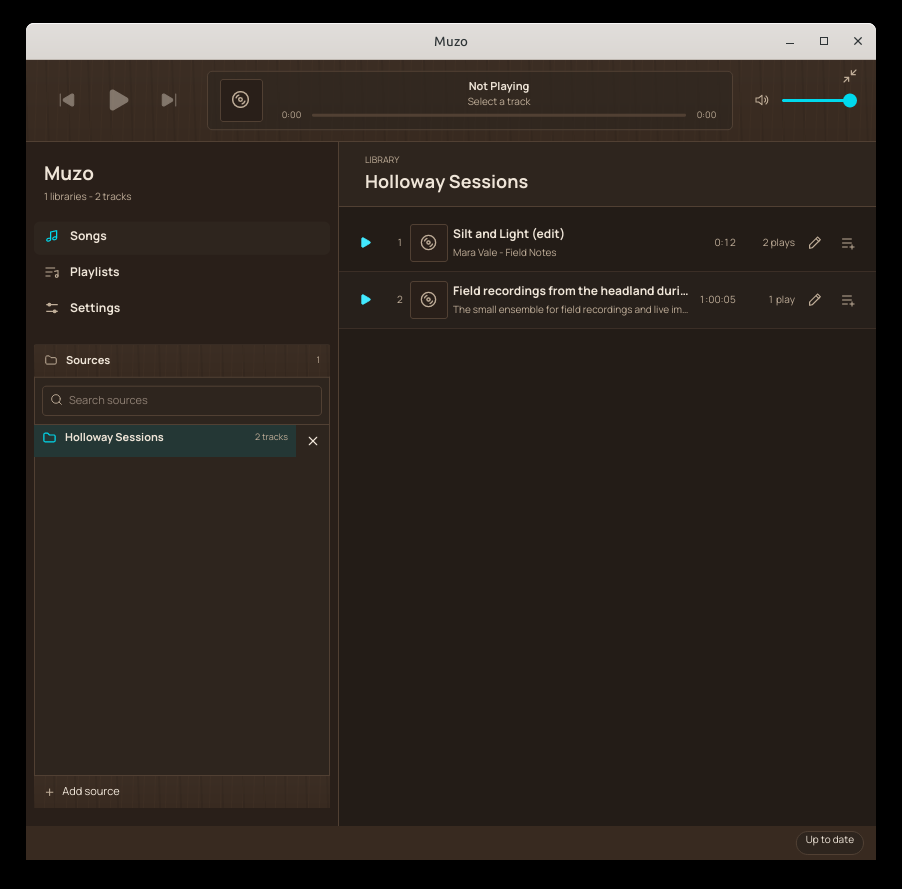 Muzo
Not Playing
Select a track
0:00
0:00
Muzo
1 libraries - 2 tracks
Songs
Playlists
Settings
Sources
1
Search sources
Holloway Sessions
2 tracks
Add source
LIBRARY
Holloway Sessions
1
Silt and Light (edit)
Mara Vale - Field Notes
0:12
2 plays
2
Field recordings from the headland duri...
The small ensemble for field recordings and live im...
1:00:05
1 play
Up to date